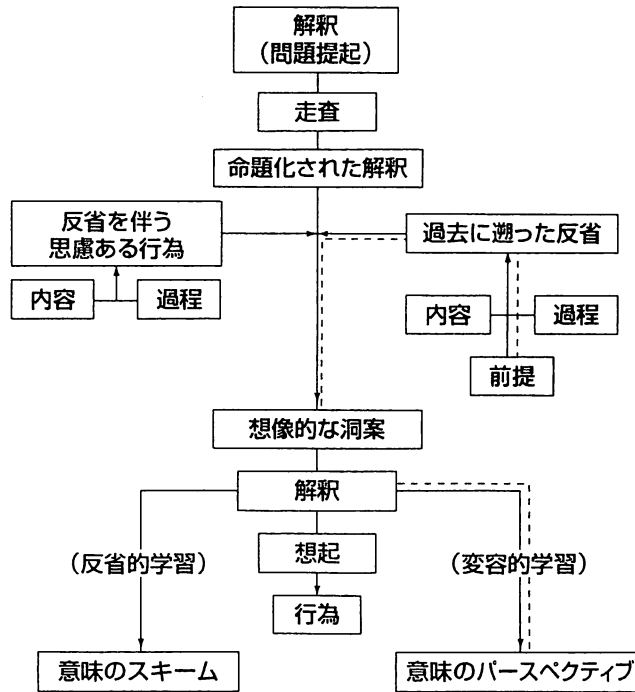 解釈
（問題提起）
走査
命題化された解釈
反省を伴う
思慮ある行為
過去に遡った反省
内容
過程
内容
過程
前提
想像的な洞案
解釈
（反省的学習）
想起
（変容的学習）
行為
意味のスキーム
意味のパースペクティブ